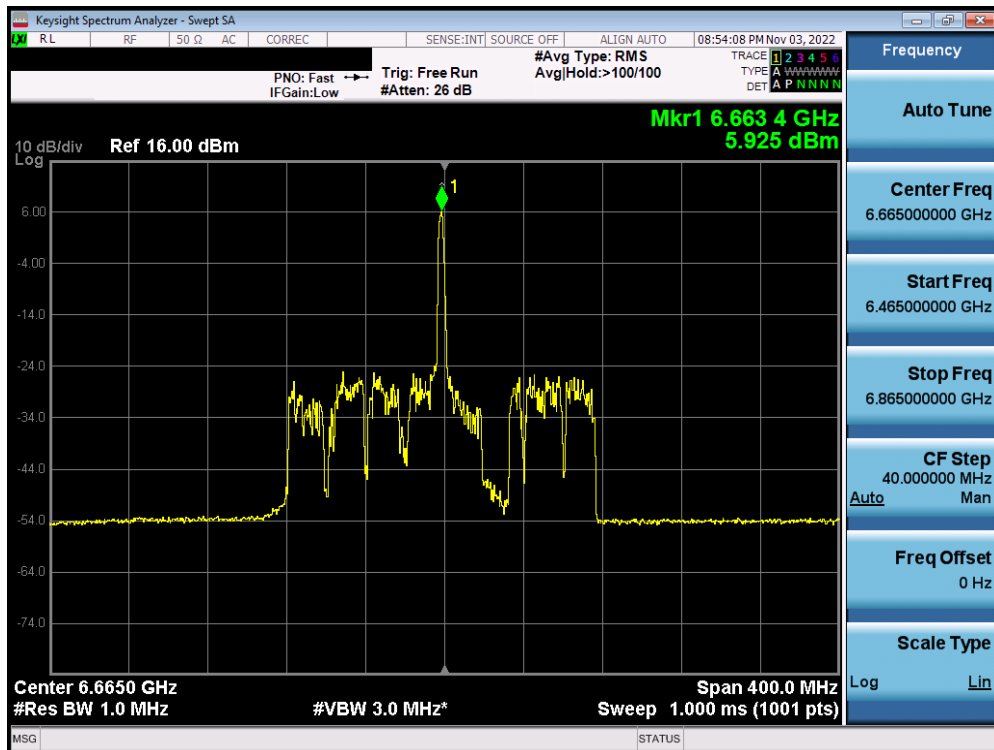 Keysight Spectrum Analyzer - Swept SA
LXI RL RF 50 Ω AC CORREC SENSE:INT SOURCE OFF ALIGN AUTO 08:54:08 PM Nov 03, 2022
PNO: Fast
IFGain:Low
Trig: Free Run
#Atten: 26 dB
#Avg Type: RMS
Avg|Hold:>100/100
TRACE 1 2 3 4 5 6
TYPE A WWWWW
DET A P N N N N
Mkr1 6.663 4 GHz
5.925 dBm
10 dB/div Ref 16.00 dBm
Log
1
6.00
-4.00
-14.0
-24.0
-34.0
-44.0
-54.0
-64.0
-74.0
Center 6.6650 GHz Span 400.0 MHz
#Res BW 1.0 MHz #VBW 3.0 MHz* Sweep 1.000 ms (1001 pts)
MSG STATUS
Frequency
Auto Tune
Center Freq
6.665000000 GHz
Start Freq
6.465000000 GHz
Stop Freq
6.865000000 GHz
CF Step
40.000000 MHz
Auto Man
Freq Offset
0 Hz
Scale Type
Log Lin